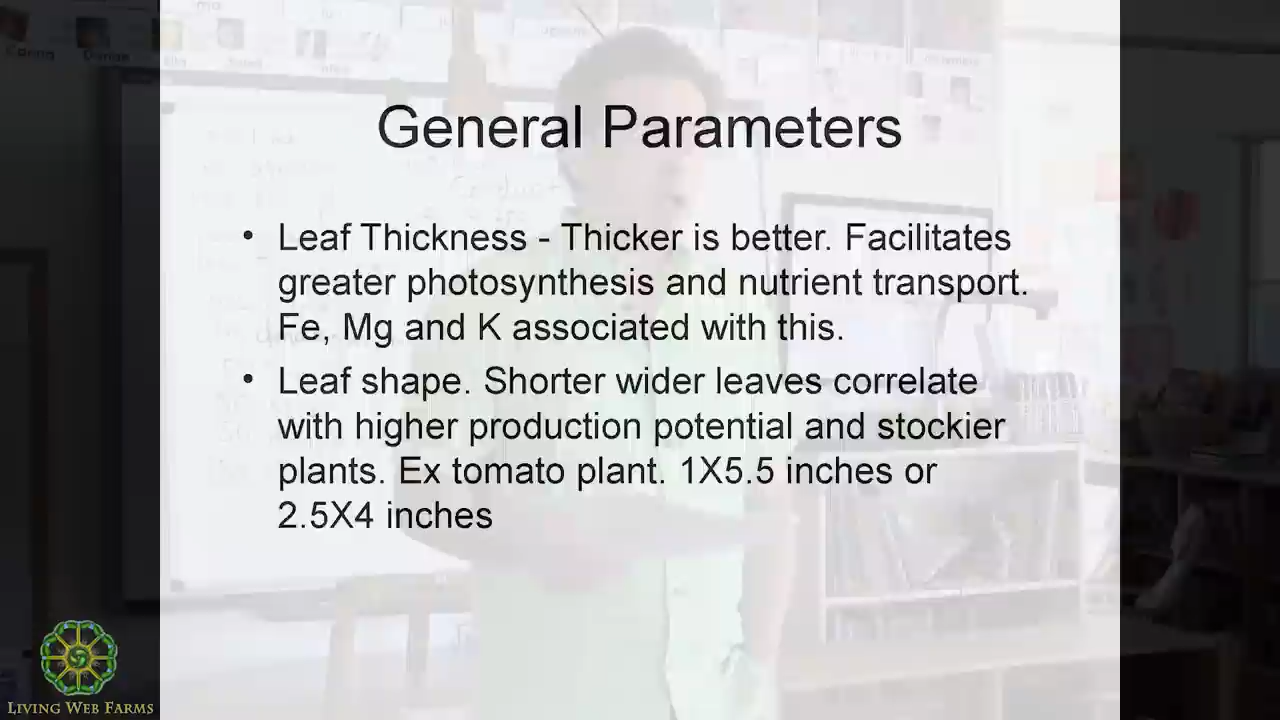 General Parameters
• Leaf Thickness - Thicker is better. Facilitates
greater photosynthesis and nutrient transport.
Fe, Mg and K associated with this.
• Leaf shape. Shorter wider leaves correlate
with higher production potential and stockier
plants. Ex tomato plant. 1X5.5 inches or
2.5X4 inches
LIVING WEB FARMS